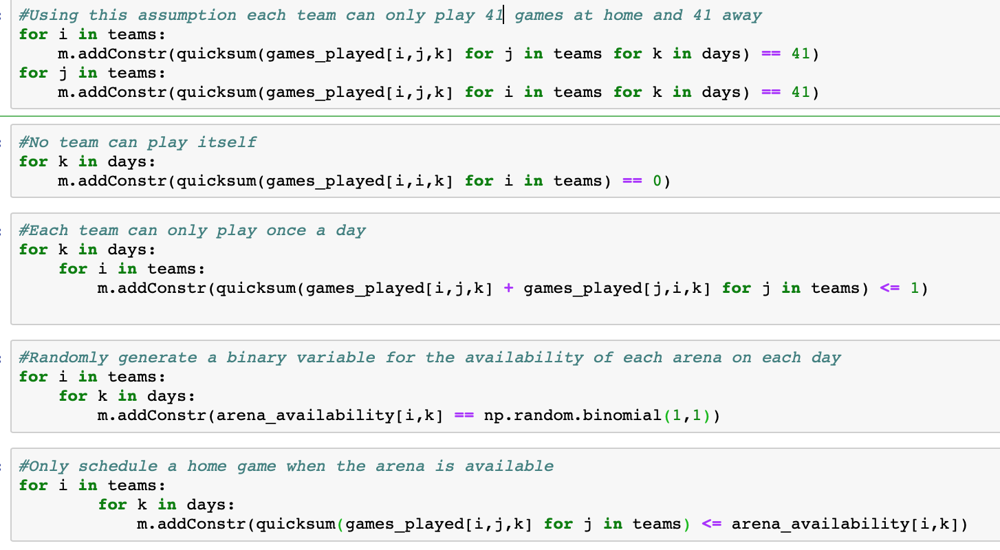 #Using this assumption each team can only play 41 games at home and 41 away
for i in teams:
    m.addConstr(quicksum(games_played[i,j,k] for j in teams for k in days) == 41)
for j in teams:
    m.addConstr(quicksum(games_played[i,j,k] for i in teams for k in days) == 41)
#No team can play itself
for k in days:
    m.addConstr(quicksum(games_played[i,i,k] for i in teams) == 0)
#Each team can only play once a day
for k in days:
    for i in teams:
        m.addConstr(quicksum(games_played[i,j,k] + games_played[j,i,k] for j in teams) <= 1)
#Randomly generate a binary variable for the availability of each arena on each day
for i in teams:
    for k in days:
        m.addConstr(arena_availability[i,k] == np.random.binomial(1,1))
#Only schedule a home game when the arena is available
for i in teams:
        for k in days:
            m.addConstr(quicksum(games_played[i,j,k] for j in teams) <= arena_availability[i,k])